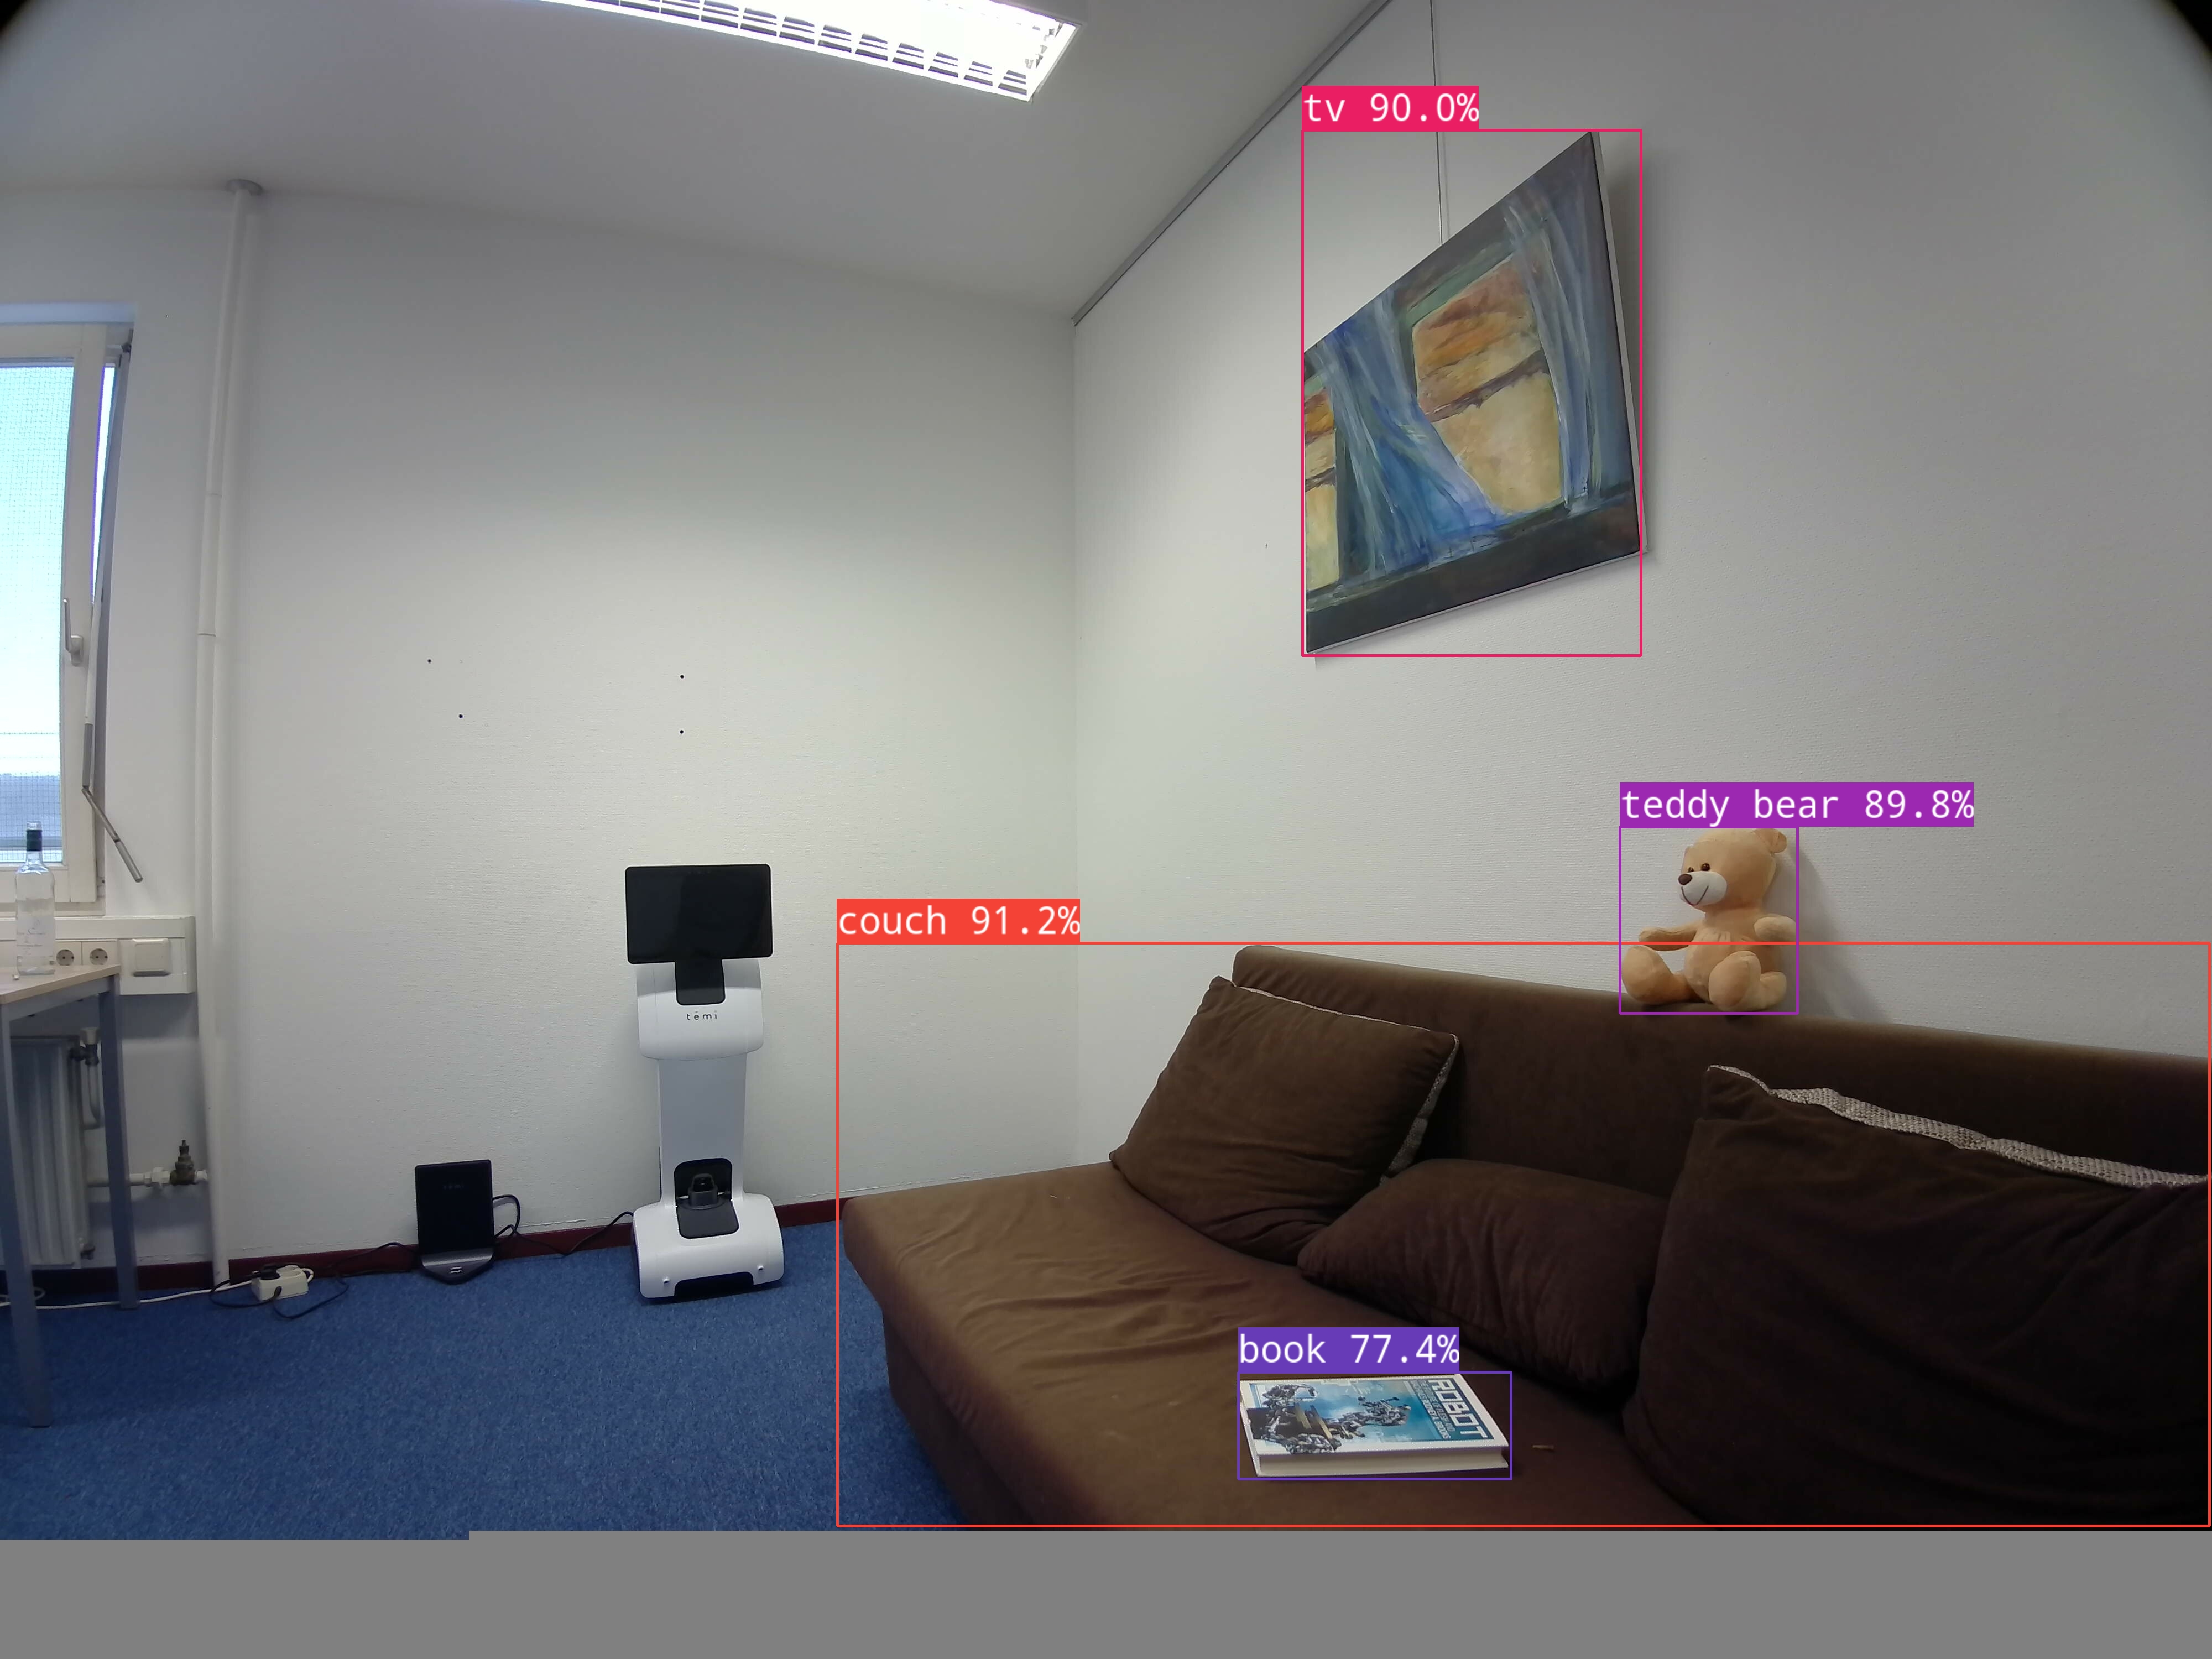 tv 90.0%
teddy bear 89.8%
couch 91.2%
temi
book 77.4%
ROBOT